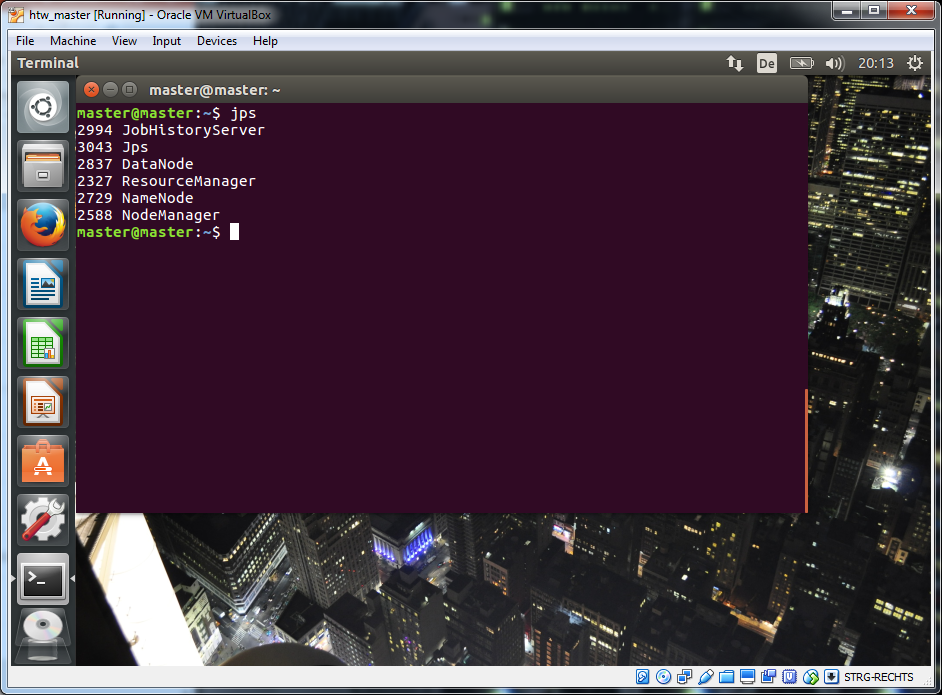 htw_master [Running] - Oracle VM VirtualBox
File Machine View Input Devices Help
Terminal De 20:13
master@master: ~
master@master:~$ jps
2994 JobHistoryServer
3043 Jps
2837 DataNode
2327 ResourceManager
2729 NameNode
2588 NodeManager
master@master:~$
STRG-RECHTS